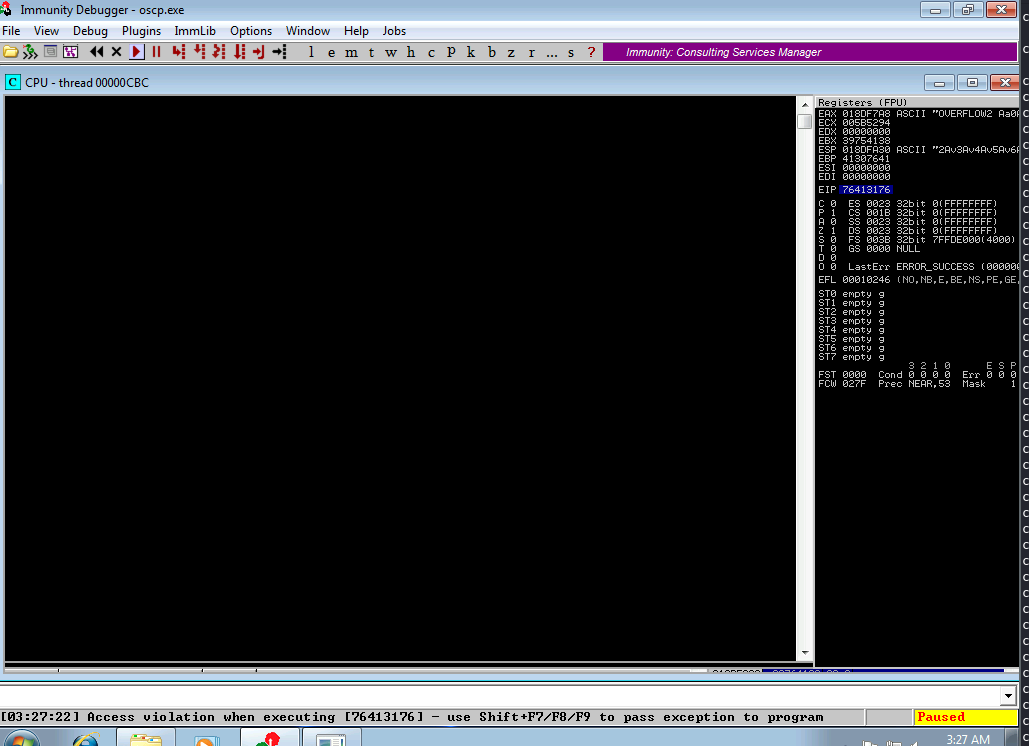 Immunity Debugger - oscp.exe
File View Debug Plugins ImmLib Options Window Help Jobs
l e m t w h c P k b z r ... s ? Immunity: Consulting Services Manager
C CPU - thread 00000CBC
Registers (FPU)
EAX 018DF7A8 ASCII "OVERFLOW2 Aa0A
ECX 005B5294
EDX 00000000
EBX 39754138
ESP 018DFA30 ASCII "2Av3Av4Av5Av6A
EBP 41307641
ESI 00000000
EDI 00000000
EIP 76413176
C 0 ES 0023 32bit 0(FFFFFFFF)
P 1 CS 001B 32bit 0(FFFFFFFF)
A 0 SS 0023 32bit 0(FFFFFFFF)
Z 1 DS 0023 32bit 0(FFFFFFFF)
S 0 FS 003B 32bit 7FFDE000(4000)
T 0 GS 0000 NULL
D 0
O 0 LastErr ERROR_SUCCESS (000000
EFL 00010246 (NO,NB,E,BE,NS,PE,GE,
ST0 empty g
ST1 empty g
ST2 empty g
ST3 empty g
ST4 empty g
ST5 empty g
ST6 empty g
ST7 empty g
3 2 1 0 E S P
FST 0000 Cond 0 0 0 0 Err 0 0 0
FCW 027F Prec NEAR,53 Mask 1
[03:27:22] Access violation when executing [76413176] - use Shift+F7/F8/F9 to pass exception to program
Paused
3:27 AM